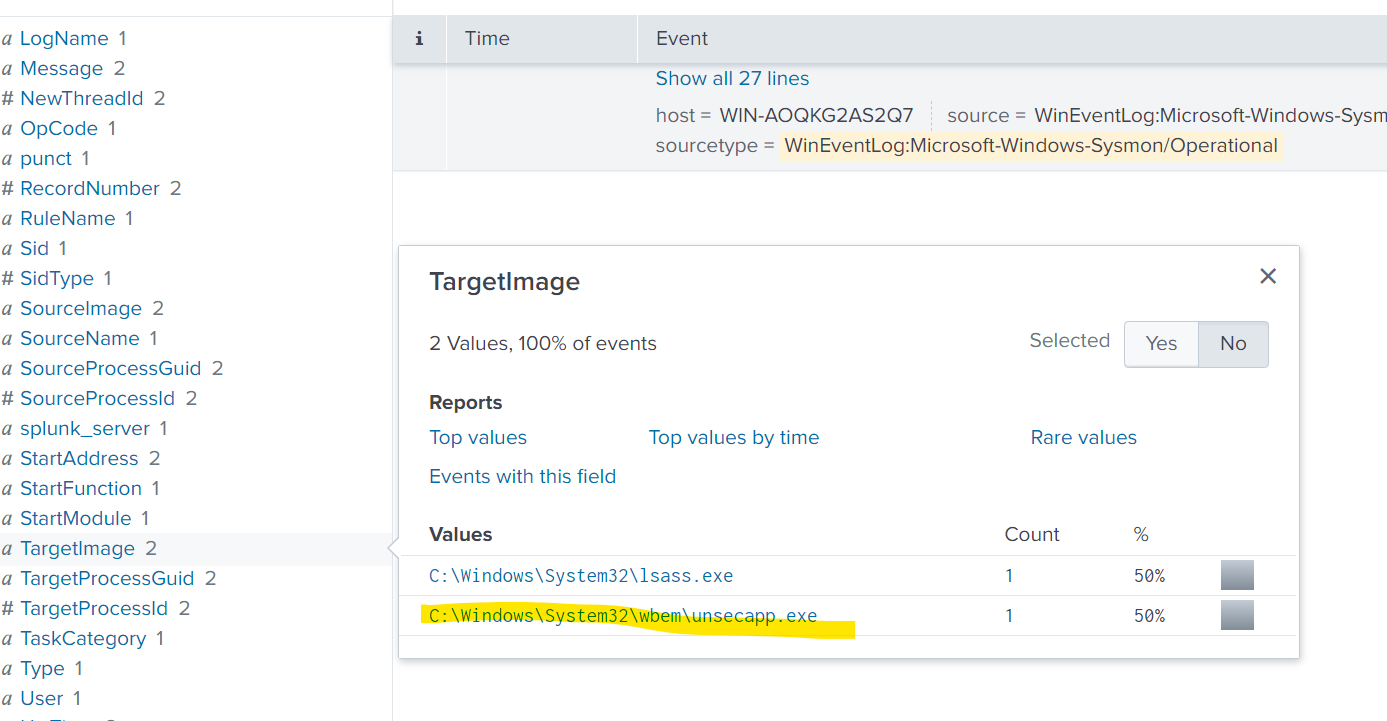 a LogName 1
a Message 2
# NewThreadId 2
a OpCode 1
a punct 1
# RecordNumber 2
a RuleName 1
a Sid 1
# SidType 1
a SourceImage 2
a SourceName 1
a SourceProcessGuid 2
# SourceProcessId 2
a splunk_server 1
a StartAddress 2
a StartFunction 1
a StartModule 1
a TargetImage 2
a TargetProcessGuid 2
# TargetProcessId 2
a TaskCategory 1
a Type 1
a User 1
i Time Event
Show all 27 lines
host = WIN-AOQKG2AS2Q7 source = WinEventLog:Microsoft-Windows-Sysm
sourcetype = WinEventLog:Microsoft-Windows-Sysmon/Operational
TargetImage ×
2 Values, 100% of events Selected Yes No
Reports
Top values Top values by time Rare values
Events with this field
Values Count %
C:\Windows\System32\lsass.exe 1 50%
C:\Windows\System32\wbem\unsecapp.exe 1 50%